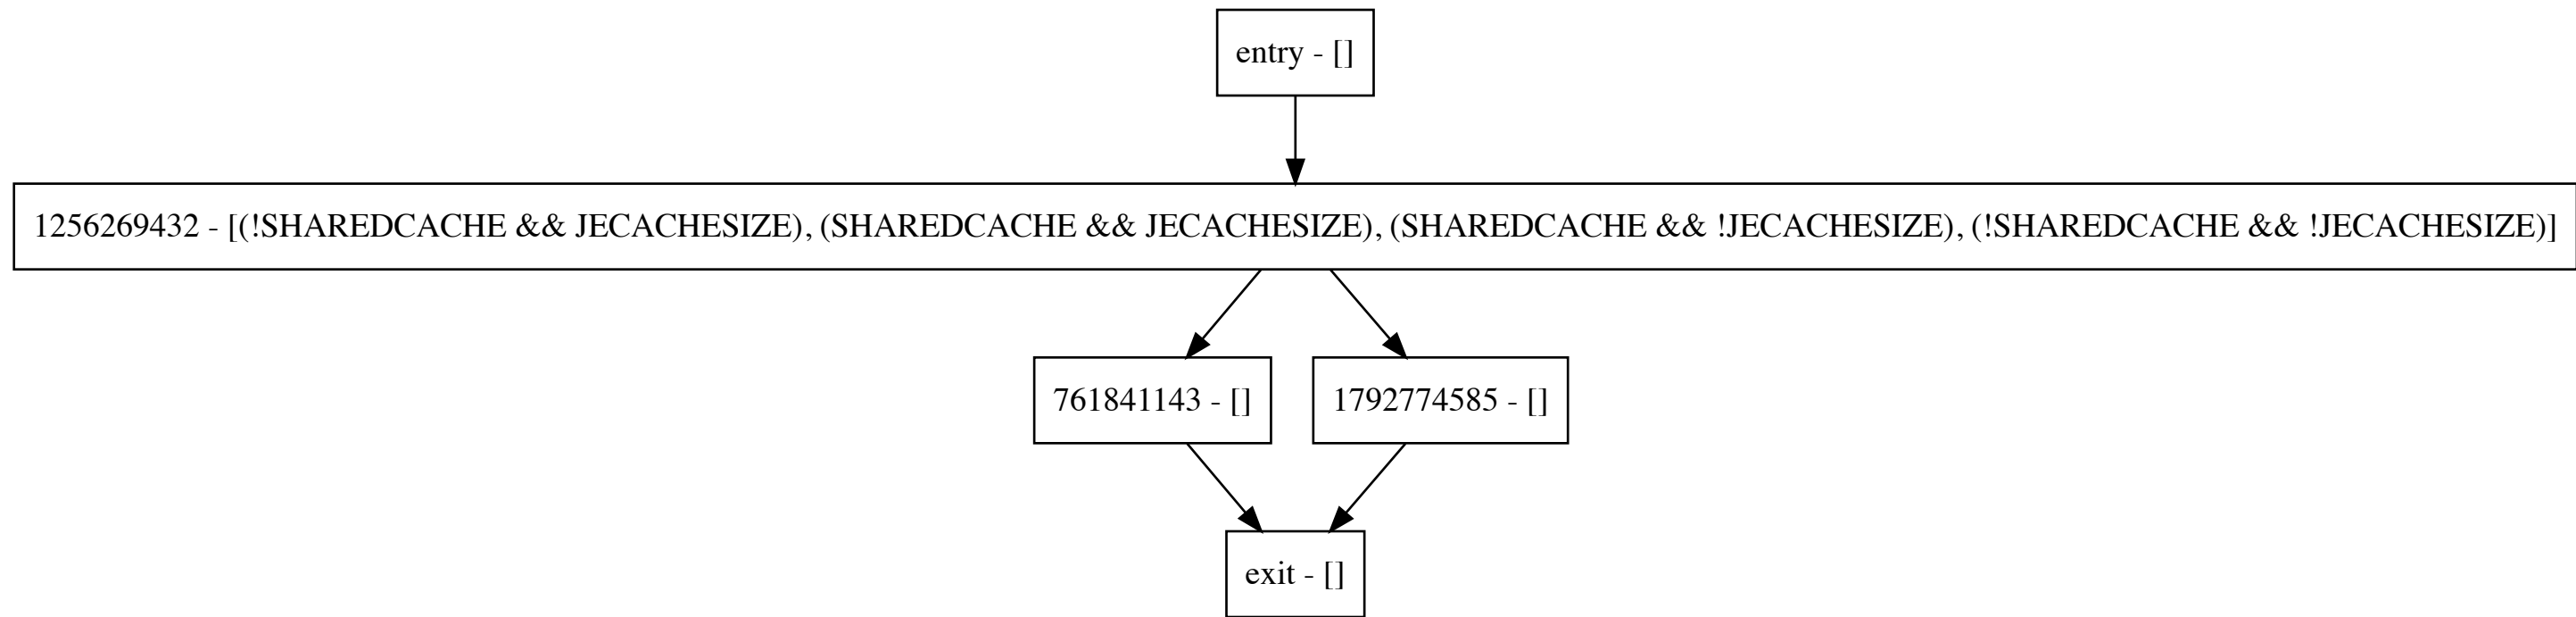 entry - []
1256269432 - [(!SHAREDCACHE && JECACHESIZE), (SHAREDCACHE && JECACHESIZE), (SHAREDCACHE && !JECACHESIZE), (!SHAREDCACHE && !JECACHESIZE)]
761841143 - []
1792774585 - []
exit - []